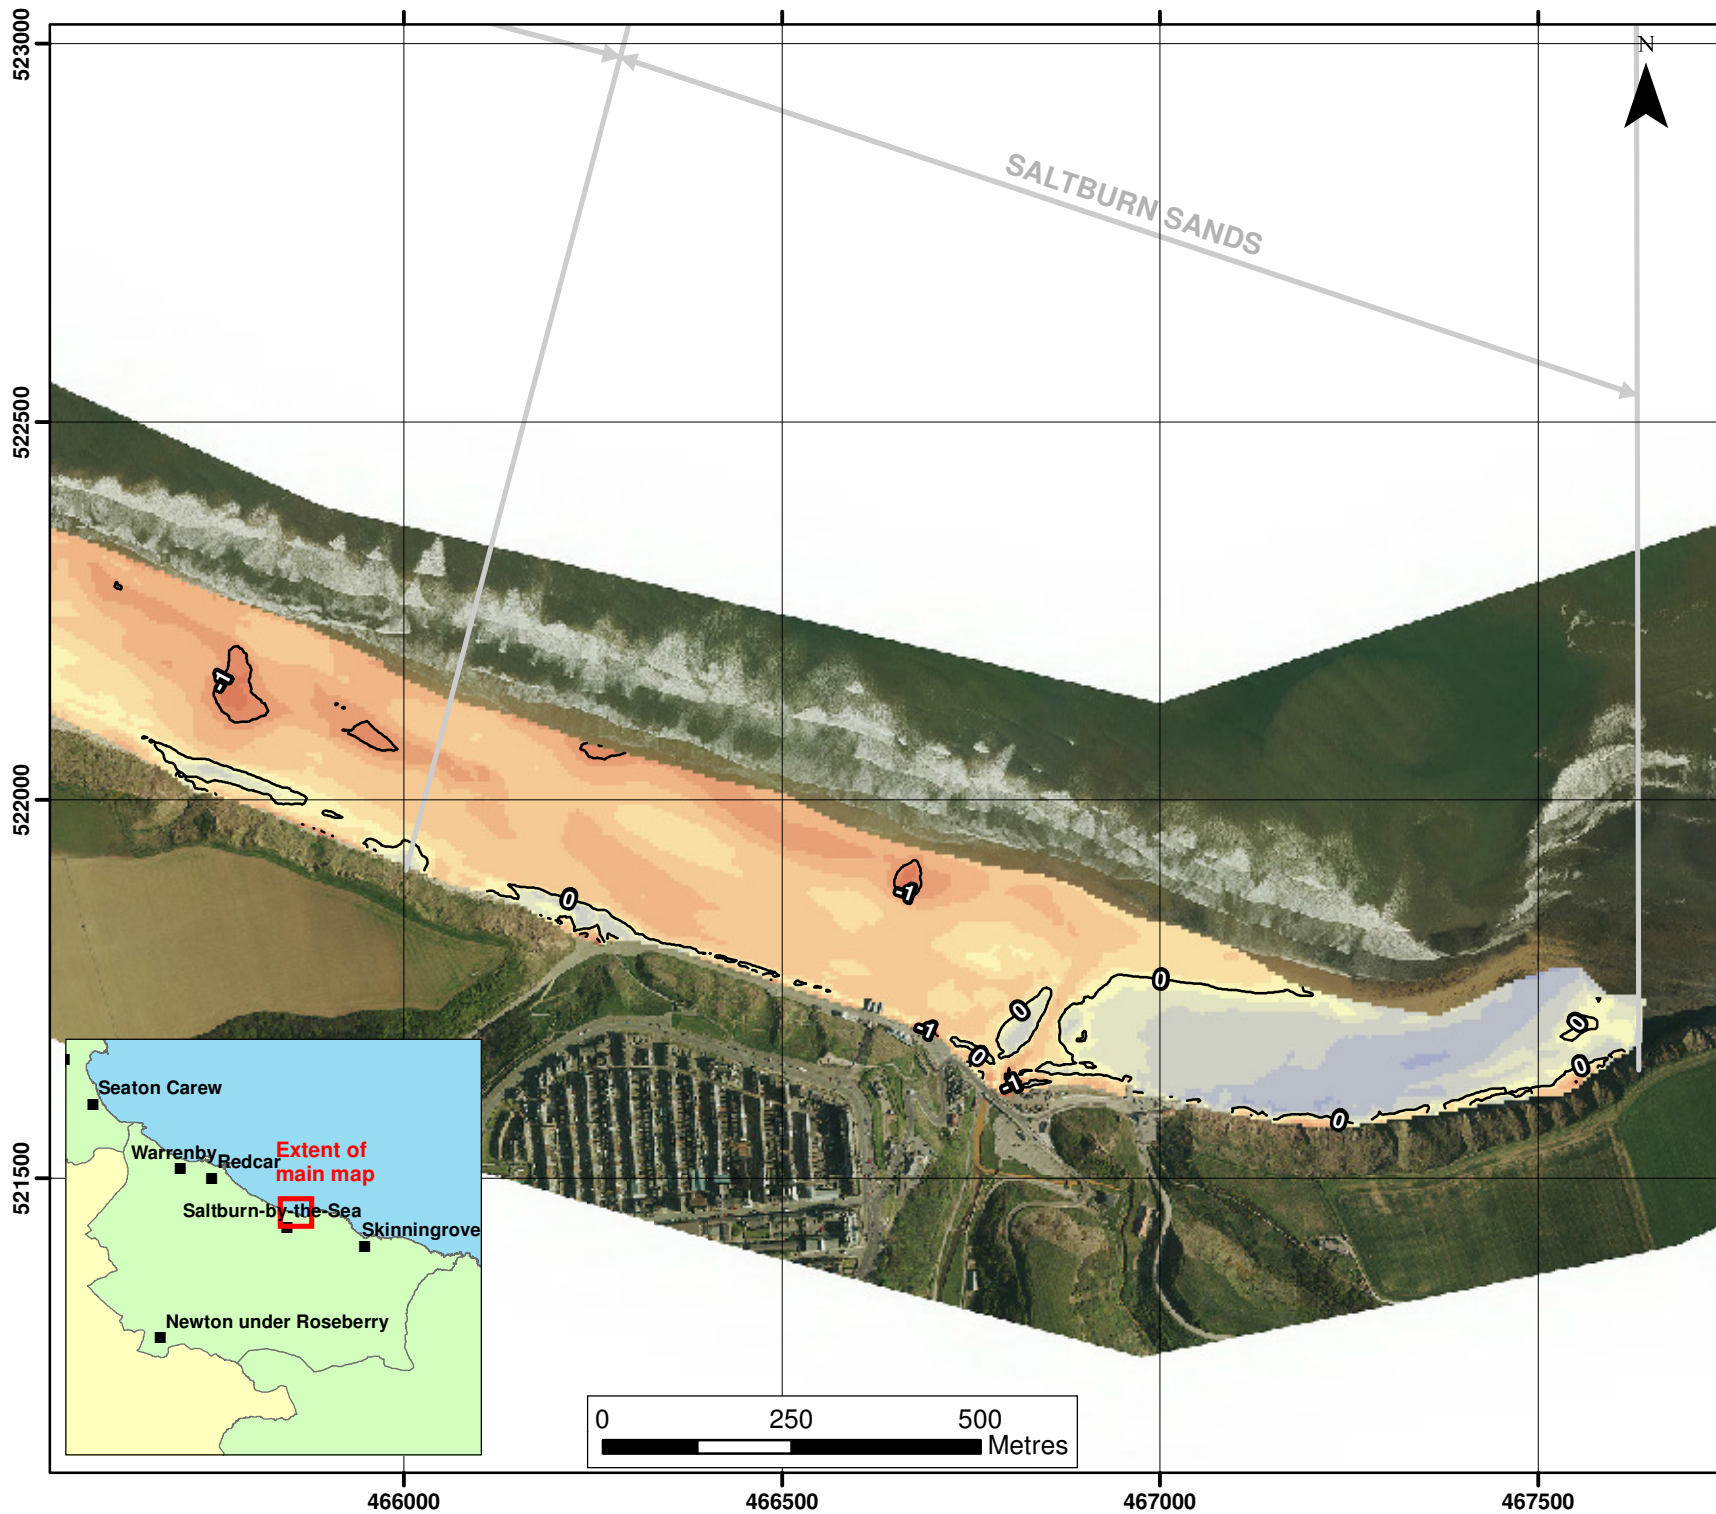 N
523000
SALTBURN SANDS
522500
-1
522000
-1
0
0
0
-1
0
0
-1
0
0
521500
Seaton Carew
Warrenby
Redcar
Extent of
main map
Saltburn-by-the-Sea
Skinningrove
Newton under Roseberry
0 250 500
Metres
466000 466500 467000 467500